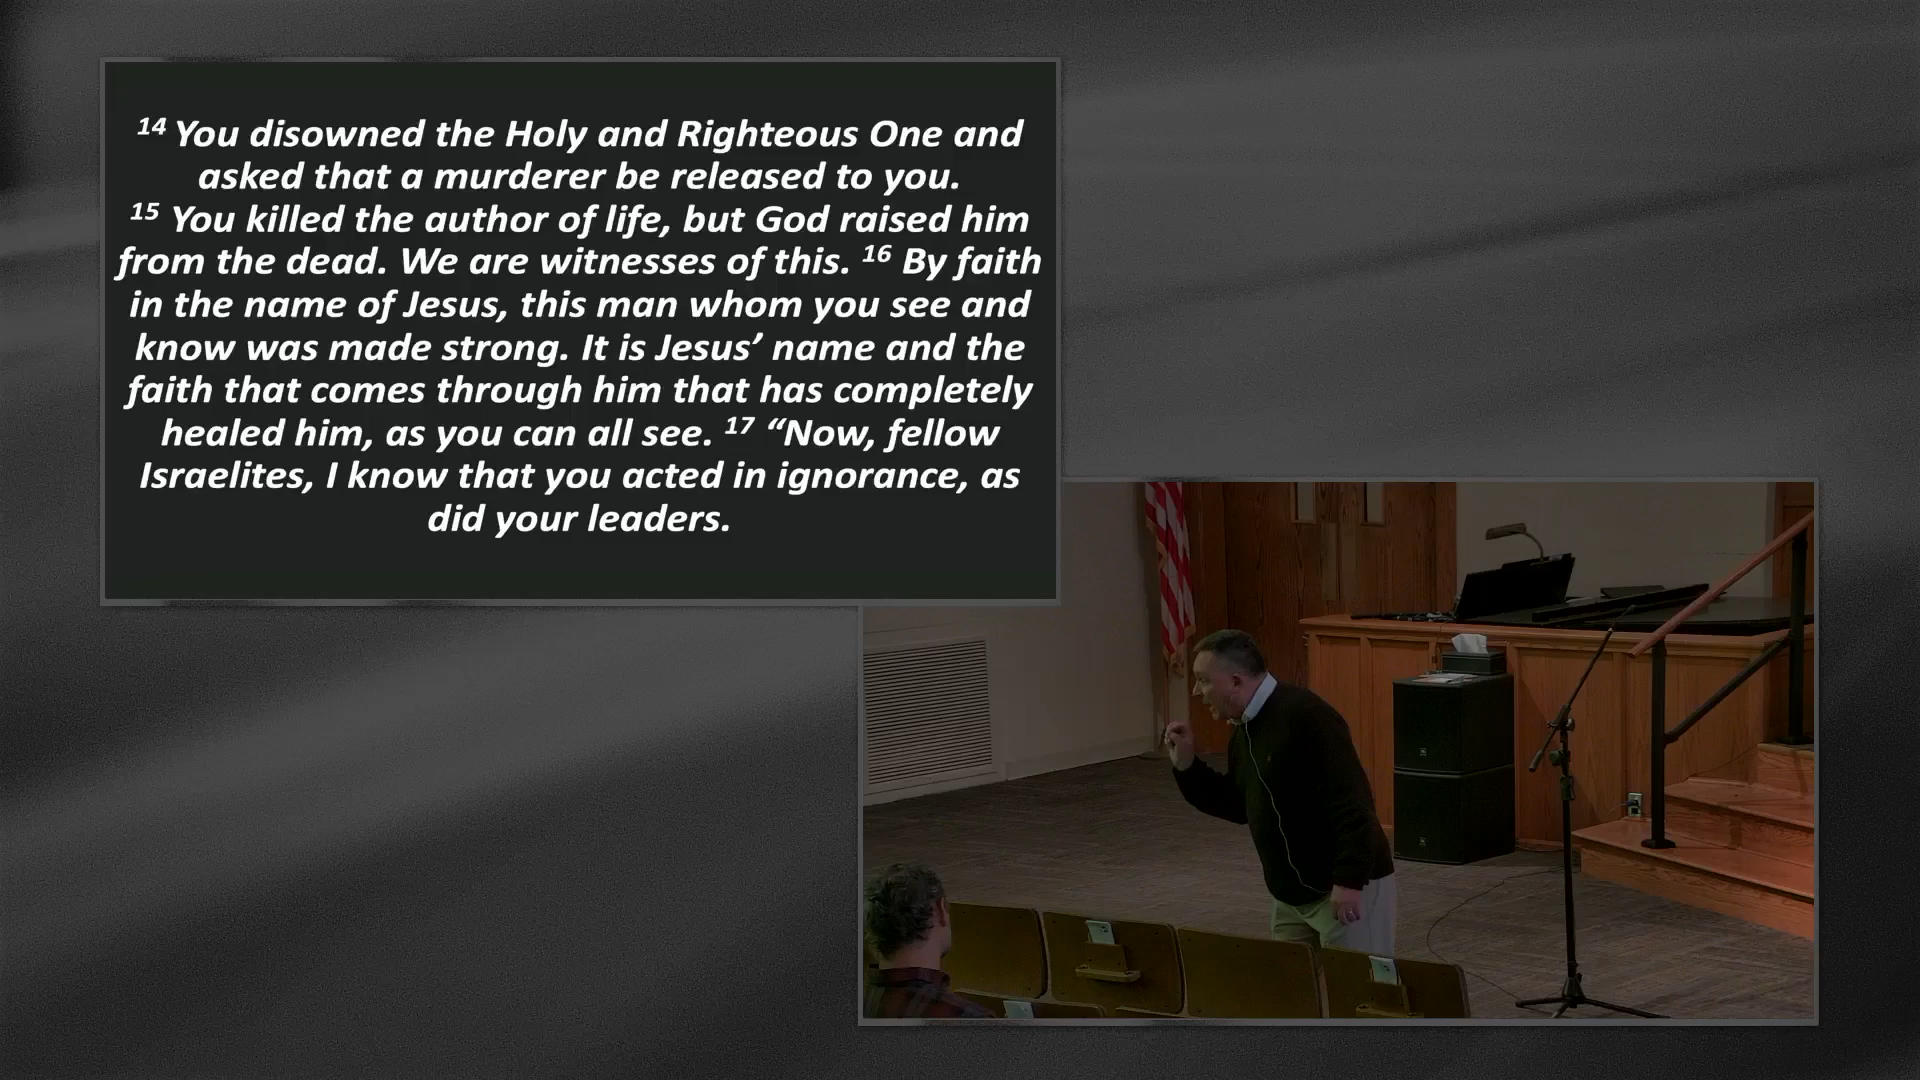 14 You disowned the Holy and Righteous One and
asked that a murderer be released to you.
15 You killed the author of life, but God raised him
from the dead. We are witnesses of this. 16 By faith
in the name of Jesus, this man whom you see and
know was made strong. It is Jesus’ name and the
faith that comes through him that has completely
healed him, as you can all see. 17 “Now, fellow
Israelites, I know that you acted in ignorance, as
did your leaders.